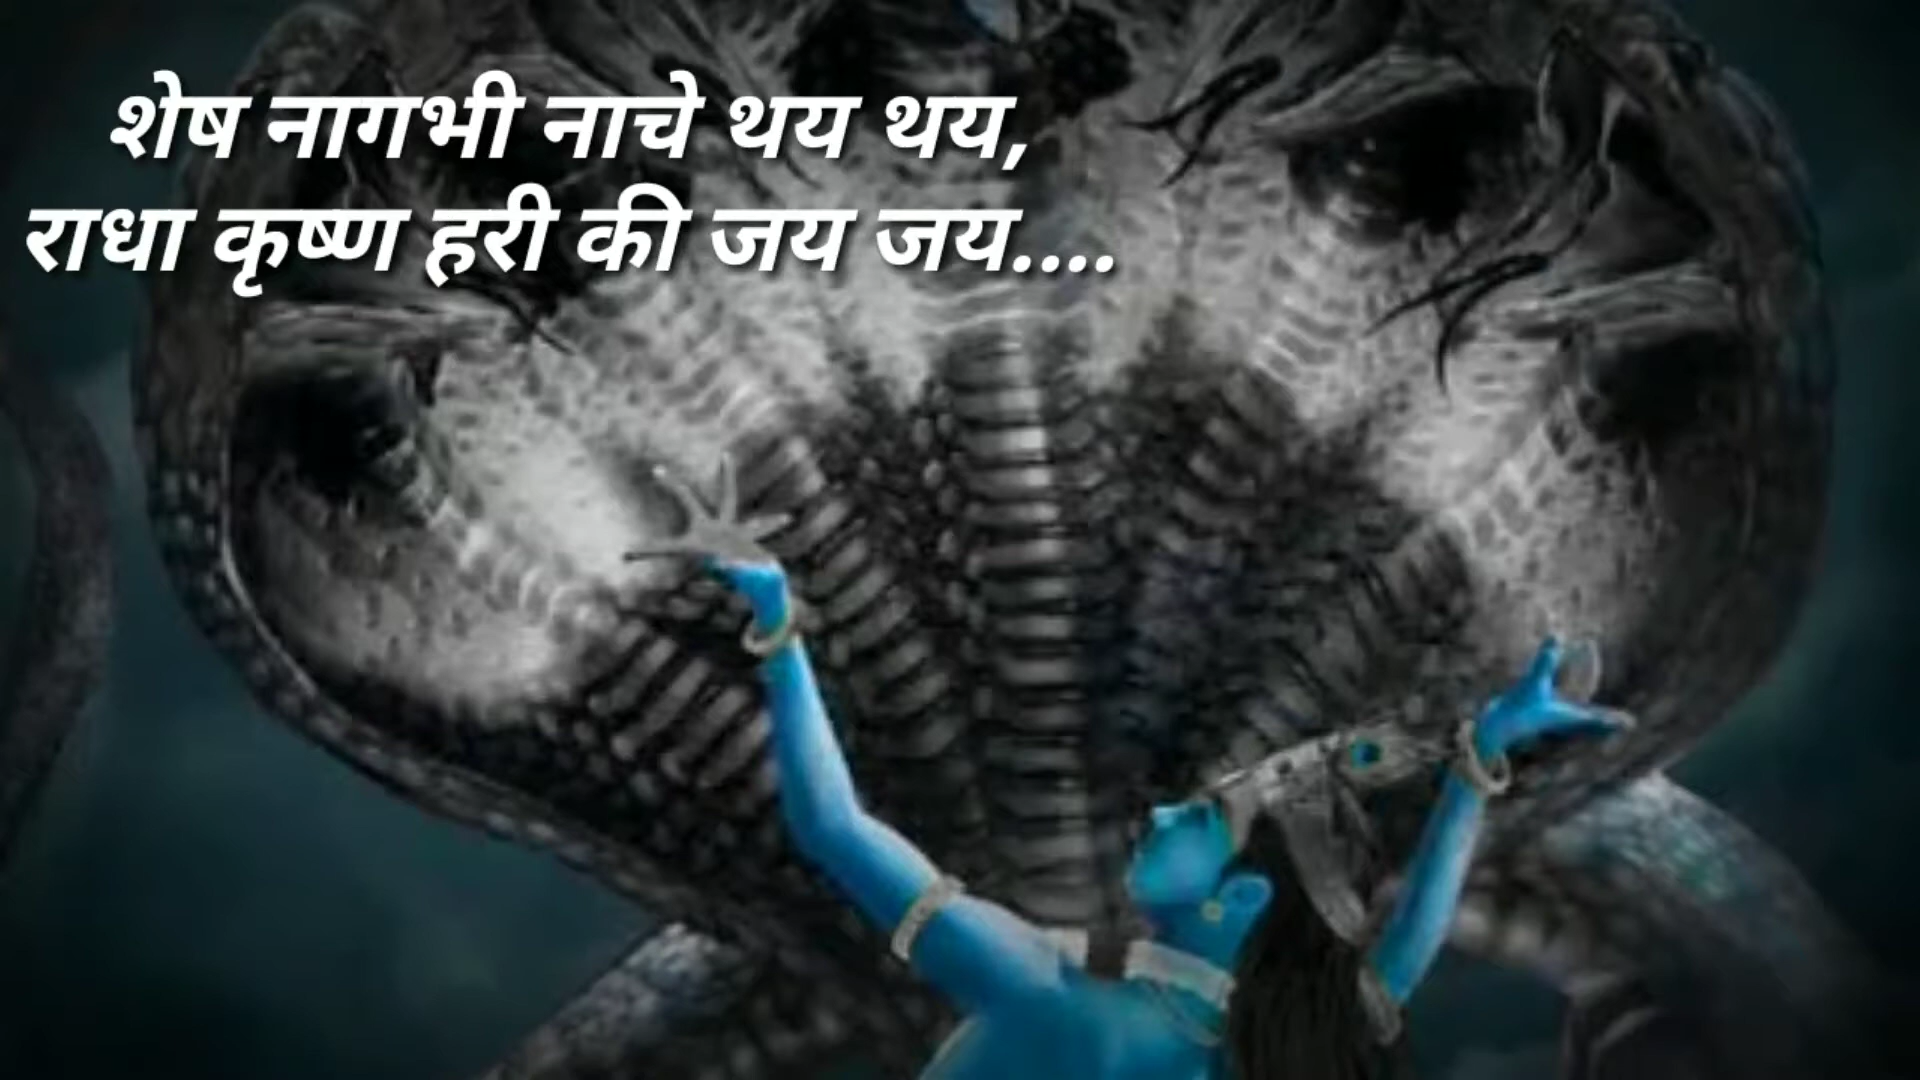 शेष नागभी नाचे थय थय,
राधा कृष्ण हरी की जय जय....